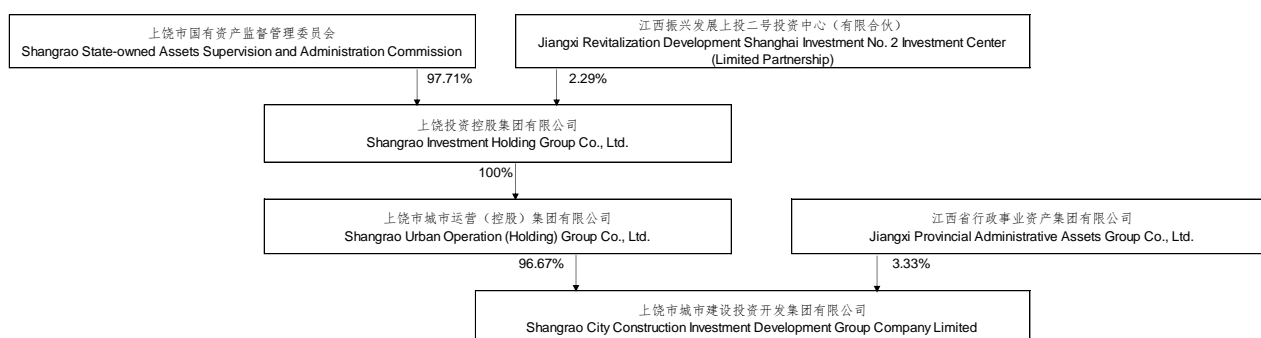 上饶市国有资产监督管理委员会
Shangrao State-owned Assets Supervision and Administration Commission
江西振兴发展上投二号投资中心（有限合伙）
Jiangxi Revitalization Development Shanghai Investment No. 2 Investment Center
(Limited Partnership)
97.71%
2.29%
上饶投资控股集团有限公司
Shangrao Investment Holding Group Co., Ltd.
100%
上饶市城市运营（控股）集团有限公司
Shangrao Urban Operation (Holding) Group Co., Ltd.
江西省行政事业资产集团有限公司
Jiangxi Provincial Administrative Assets Group Co., Ltd.
96.67%
3.33%
上饶市城市建设投资开发集团有限公司
Shangrao City Construction Investment Development Group Company Limited